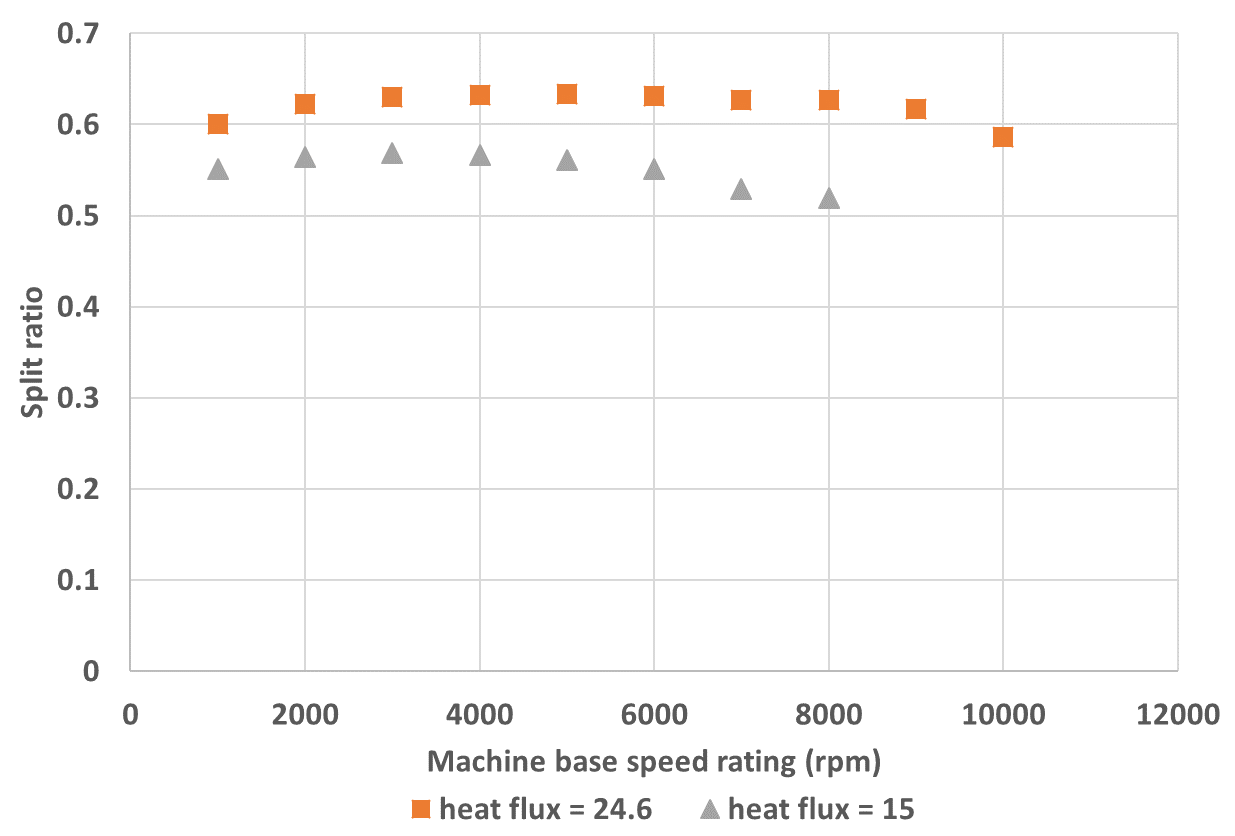 0.7
0.6
0.5
0.4
0.3
0.2
0.1
0
Split ratio
0 2000 4000 6000 8000 10000 12000
Machine base speed rating (rpm)
heat flux = 24.6 heat flux = 15